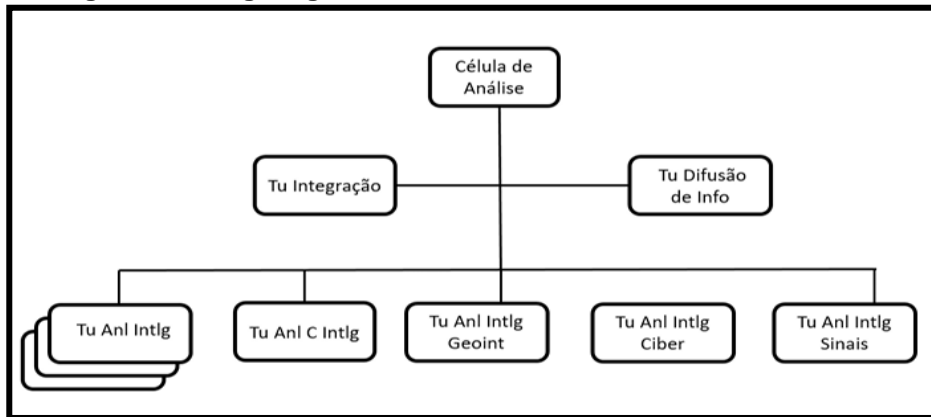 Célula de
Análise
Tu Integração
Tu Difusão
de Info
Tu Anl Intlg
Tu Anl C Intlg
Tu Anl Intlg
Geoint
Tu Anl Intlg
Ciber
Tu Anl Intlg
Sinais